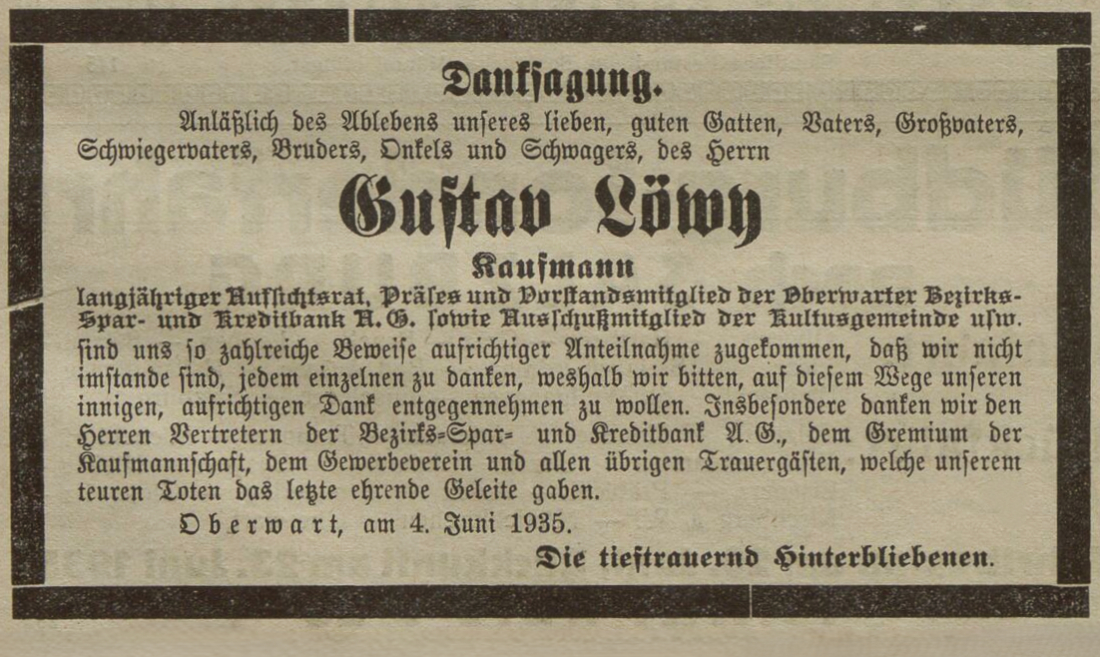 Danksagung.
Anläßlich des Ablebens unseres lieben, guten Gatten, Vaters, Großvaters,
Schwiegervaters, Bruders, Onkels und Schwagers, des Herrn
Gustav Löwy
Kaufmann
langjähriger Aufsichtsrat, Präses und Vorstandsmitglied der Oberwarter Bezirks-
Spar- und Kreditbank A. G. sowie Ausschußmitglied der Kultusgemeinde usw.
sind uns so zahlreiche Beweise aufrichtiger Anteilnahme zugekommen, daß wir nicht
imstande sind, jedem einzelnen zu danken, weshalb wir bitten, auf diesem Wege unseren
innigen, aufrichtigen Dank entgegennehmen zu wollen. Insbesondere danken wir den
Herren Vertretern der Bezirks-Spar- und Kreditbank A. G., dem Gremium der
Kaufmannschaft, dem Gewerbeverein und allen übrigen Trauergästen, welche unserem
teuren Toten das letzte ehrende Geleite gaben.
Oberwart, am 4. Juni 1935.
Die tieftrauernd Hinterbliebenen.